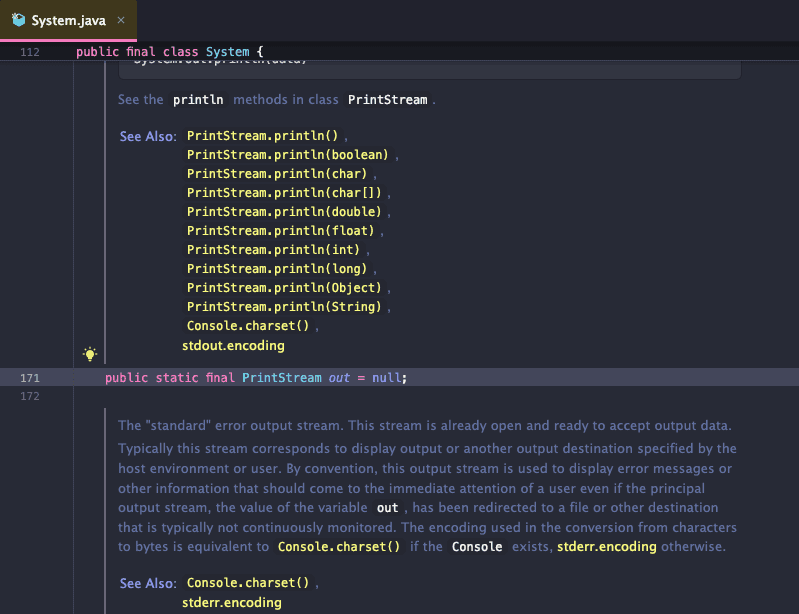 System.java ×
112 public final class System {
System.out.println(data)
See the println methods in class PrintStream.
See Also: PrintStream.println(),
PrintStream.println(boolean),
PrintStream.println(char),
PrintStream.println(char[]),
PrintStream.println(double),
PrintStream.println(float),
PrintStream.println(int),
PrintStream.println(long),
PrintStream.println(Object),
PrintStream.println(String),
Console.charset(),
stdout.encoding
171 public static final PrintStream out = null;
172
The "standard" error output stream. This stream is already open and ready to accept output data.
Typically this stream corresponds to display output or another output destination specified by the
host environment or user. By convention, this output stream is used to display error messages or
other information that should come to the immediate attention of a user even if the principal
output stream, the value of the variable out, has been redirected to a file or other destination
that is typically not continuously monitored. The encoding used in the conversion from characters
to bytes is equivalent to Console.charset() if the Console exists, stderr.encoding otherwise.
See Also: Console.charset(),
stderr.encoding